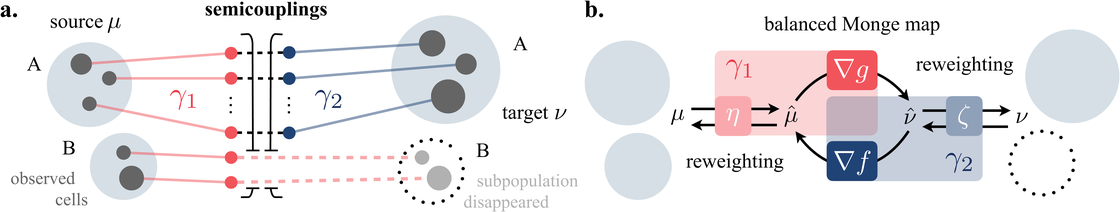 a.
semicouplings
source μ
A
γ1
γ2
A
target ν
B
observed
cells
B
subpopulation
disappeared
b.
balanced Monge map
γ1
∇g
reweighting
μ
η
μ̂
ν̂
ζ
ν
reweighting
∇f
γ2